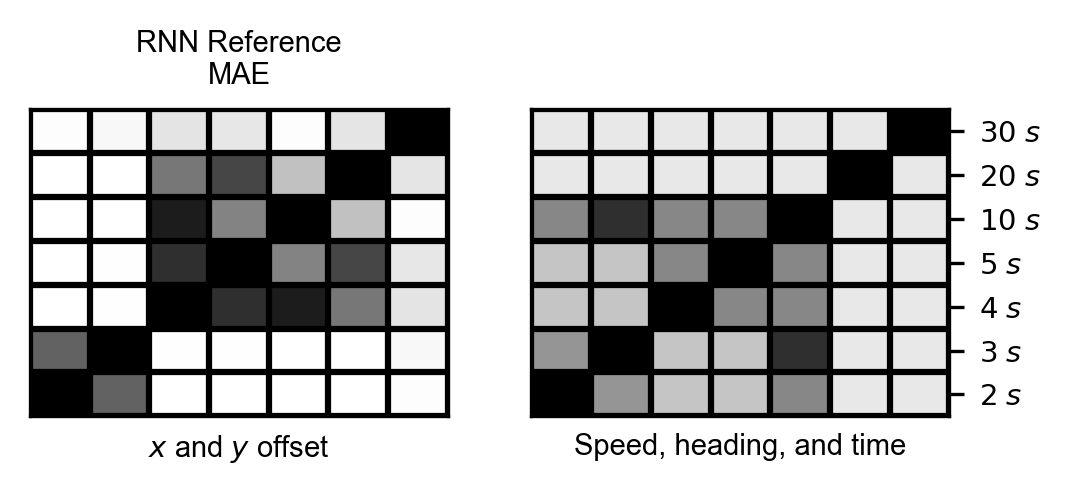 RNN Reference
MAE
30 s
20 s
10 s
5 s
4 s
3 s
2 s
x and y offset
Speed, heading, and time